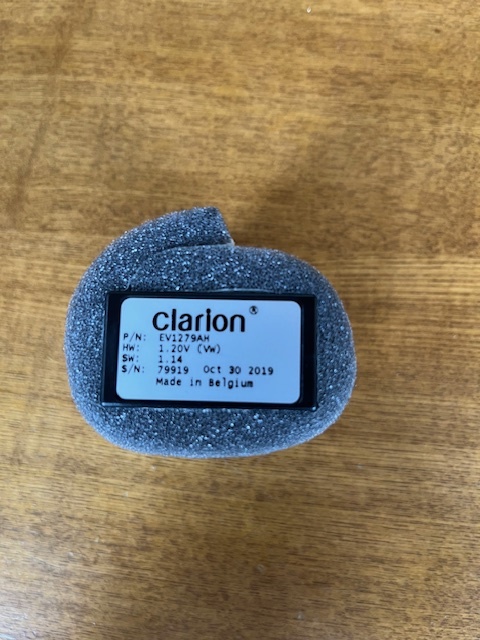 clarion®
P/N: EV1279AH
HW: 1.20V (VW)
SW: 1.14
S/N: 79919 Oct 30 2019
Made in Belgium